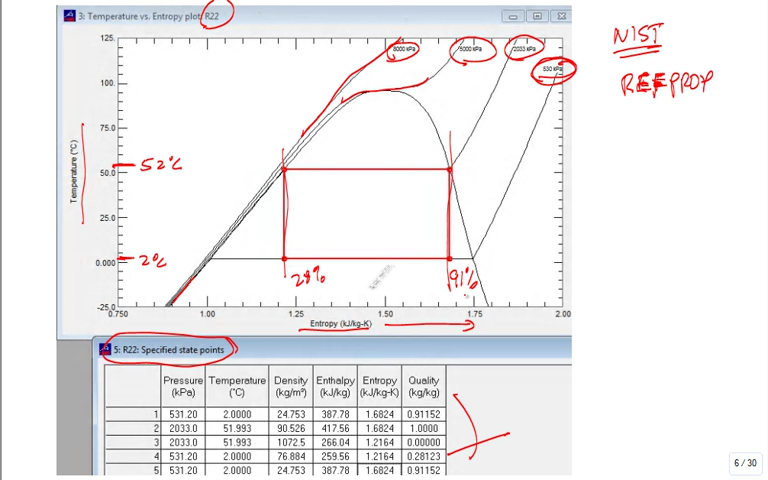 3: Temperature vs. Entropy plot: R22
NIST
REFPROP
125.
100.
75.0
50.0
25.0
0.000
-25.0
Temperature (°C)
8000 kPa
5000 kPa
2033 kPa
530 kPa
52°C
2°C
28%
91%
0.750
1.00
1.25
1.50
1.75
2.00
Entropy (kJ/kg-K)
5: R22: Specified state points
Pressure (kPa) Temperature (°C) Density (kg/m³) Enthalpy (kJ/kg) Entropy (kJ/kg-K) Quality (kg/kg)
1 531.20 2.0000 24.753 387.78 1.6824 0.91152
2 2033.0 51.993 90.526 417.56 1.6824 1.0000
3 2033.0 51.993 1072.5 266.04 1.2164 0.00000
4 531.20 2.0000 76.884 259.56 1.2164 0.28123
5 531.20 2.0000 24.753 387.78 1.6824 0.91152
6 / 30